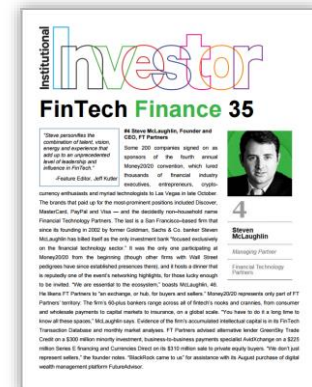 Institutional
Investor
FinTech Finance 35
"Steve personifies the
combination of talent, vision,
energy and experience that
add up to an unprecedented
level of leadership and
influence in FinTech."
-Feature Editor, Jeff Kutler
#4 Steve McLaughlin, Founder and
CEO, FT Partners
Some 200 companies signed on as
sponsors of the fourth annual
Money20/20 convention, which lured
thousands of financial industry
executives, entrepreneurs, crypto-
currency enthusiasts and myriad technologists to Las Vegas in late October.
The brands that paid up for the most-prominent positions included Discover,
MasterCard, PayPal and Visa — and the decidedly non-household name
Financial Technology Partners. The last is a San Francisco–based firm that
since its founding in 2002 by former Goldman, Sachs & Co. banker Steven
McLaughlin has billed itself as the only investment bank "focused exclusively
on the financial technology sector." It was the only one participating at
Money20/20 from the beginning (though other firms with Wall Street
pedigrees have since established presences there), and it hosts a dinner that
is reputedly one of the event's networking highlights, for those lucky enough
to be invited. "We are essential to the ecosystem," boasts McLaughlin, 46.
He likens FT Partners to "an exchange, or hub, for buyers and sellers." Money20/20 represents only part of FT
Partners' territory: The firm's 60-plus bankers range across all of fintech's nooks and crannies, from consumer
and wholesale payments to capital markets to insurance, on a global scale. "You have to do it a long time to
know all these spaces," McLaughlin says. Evidence of the firm's accumulated intellectual capital is in its FinTech
Transaction Database and monthly market analyses. FT Partners advised alternative lender GreenSky Trade
Credit on a $300 million minority investment, business-to-business payments specialist AvidXchange on a $225
million Series E financing and Currencies Direct on its $310 million sale to private equity buyers. "We don't just
represent sellers," the founder notes. "BlackRock came to us" for assistance with its August purchase of digital
wealth management platform FutureAdvisor.
4
Steven
McLaughlin
Managing Partner
Financial Technology
Partners